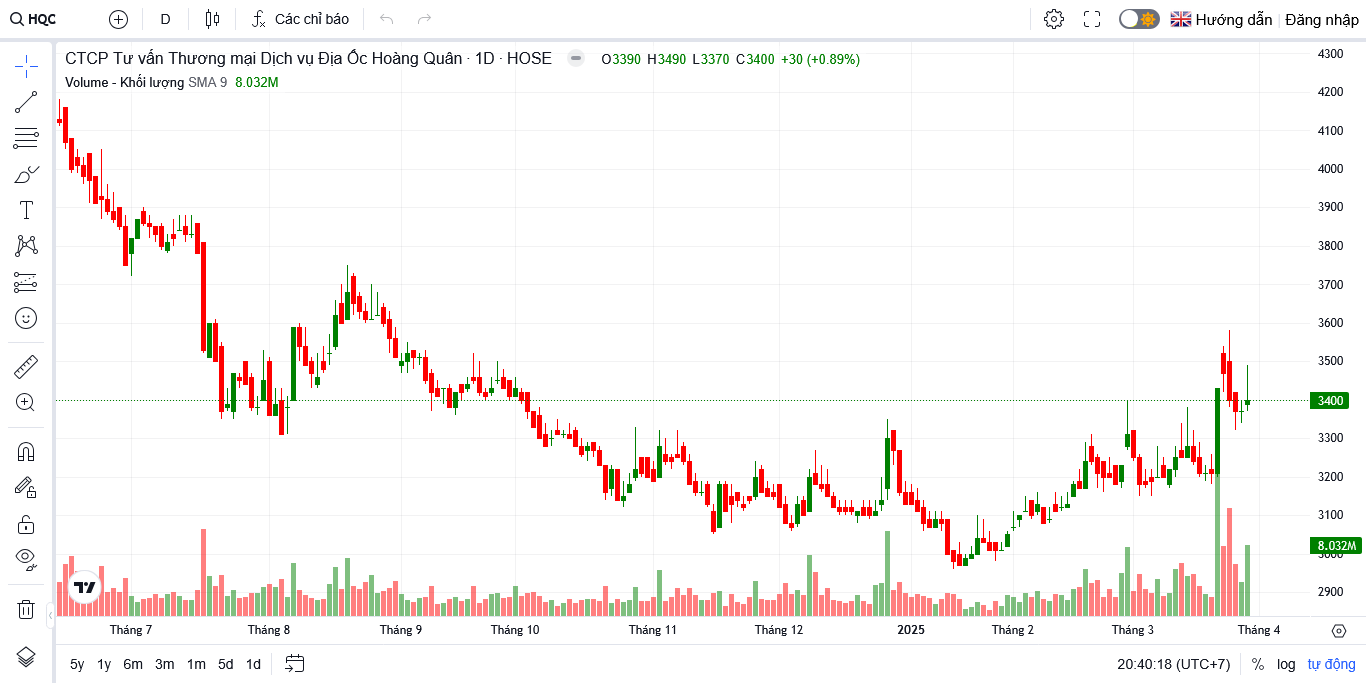 HQC D Các chỉ báo Hướng dẫn Đăng nhập
CTCP Tư vấn Thương mại Dịch vụ Địa Ốc Hoàng Quân · 1D · HOSE O3390 H3490 L3370 C3400 +30 (+0.89%)
Volume - Khối lượng SMA 9 8.032M
4300
4200
4100
4000
3900
3800
3700
3600
3500
3400
3300
3200
3100
8.032M
3000
2900
Tháng 7 Tháng 8 Tháng 9 Tháng 10 Tháng 11 Tháng 12 2025 Tháng 2 Tháng 3 Tháng 4
5y 1y 6m 3m 1m 5d 1d 20:40:18 (UTC+7) % log tự động